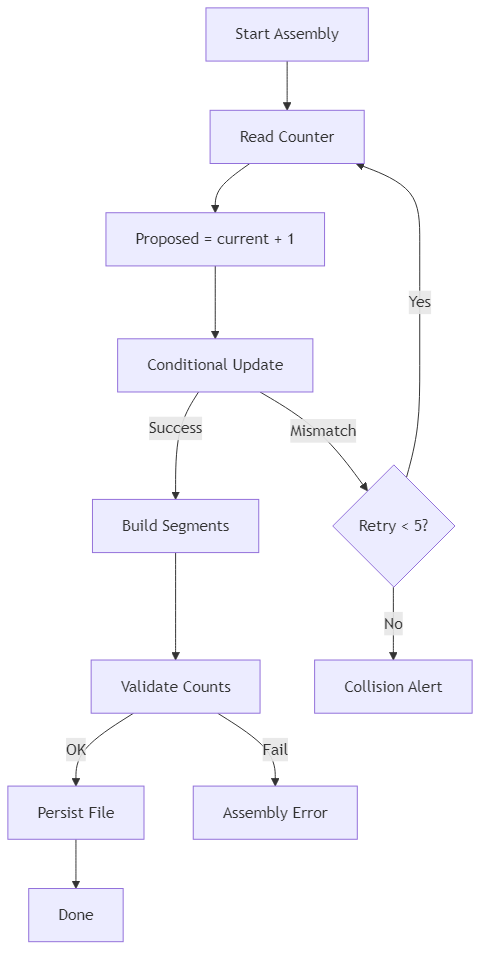 Start Assembly
Read Counter
Proposed = current + 1
Yes
Conditional Update
Success
Mismatch
Build Segments
Retry < 5?
No
Validate Counts
Collision Alert
OK
Fail
Persist File
Assembly Error
Done